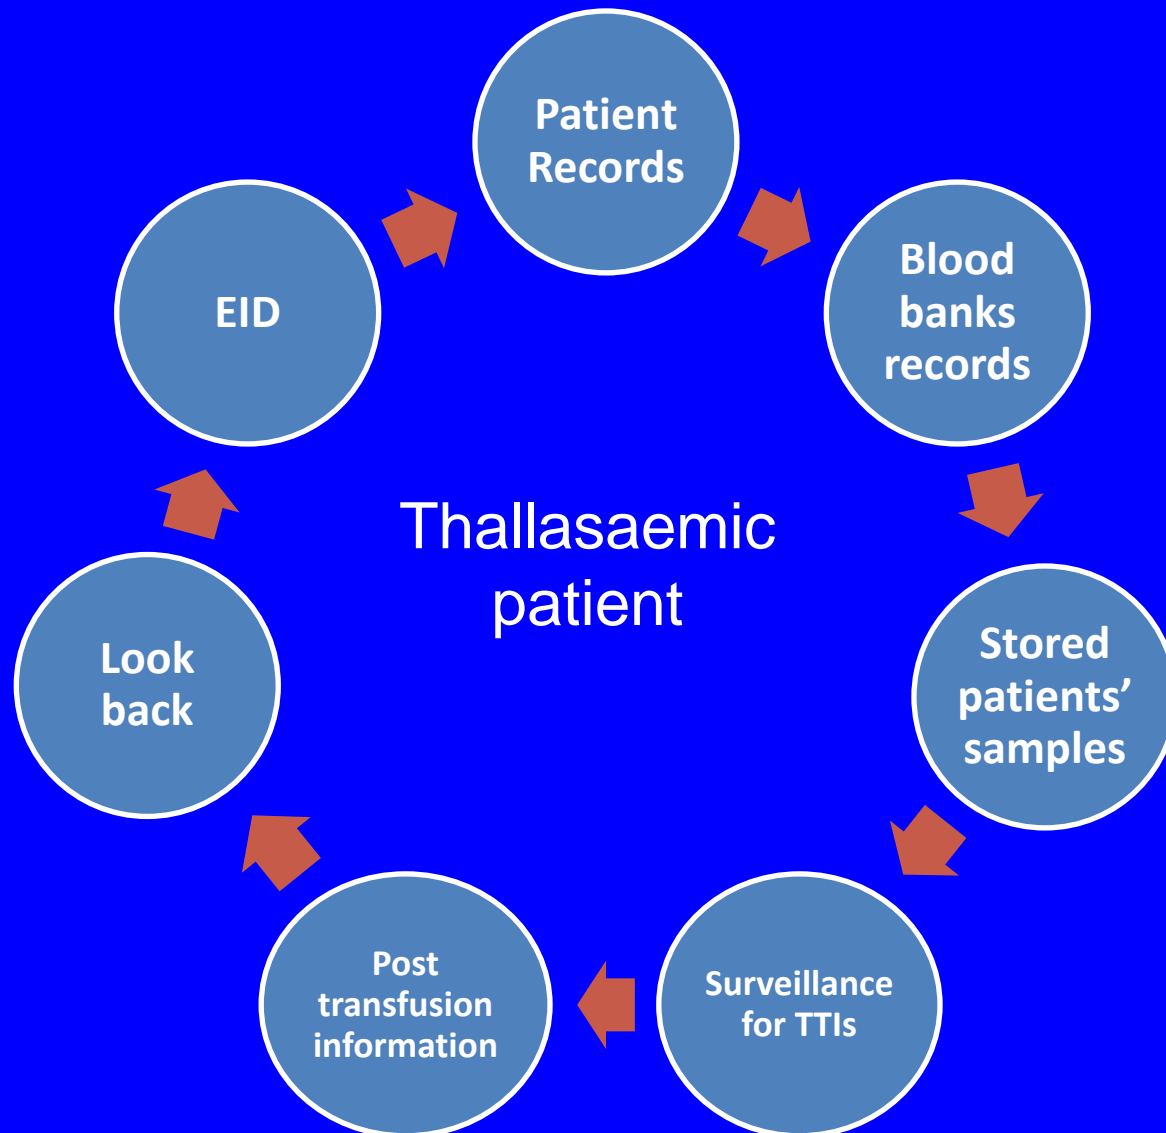 Patient
Records
Blood
banks
records
Stored
patients’
samples
Surveillance
for TTIs
Post
transfusion
information
Look
back
EID
Thallasaemic
patient